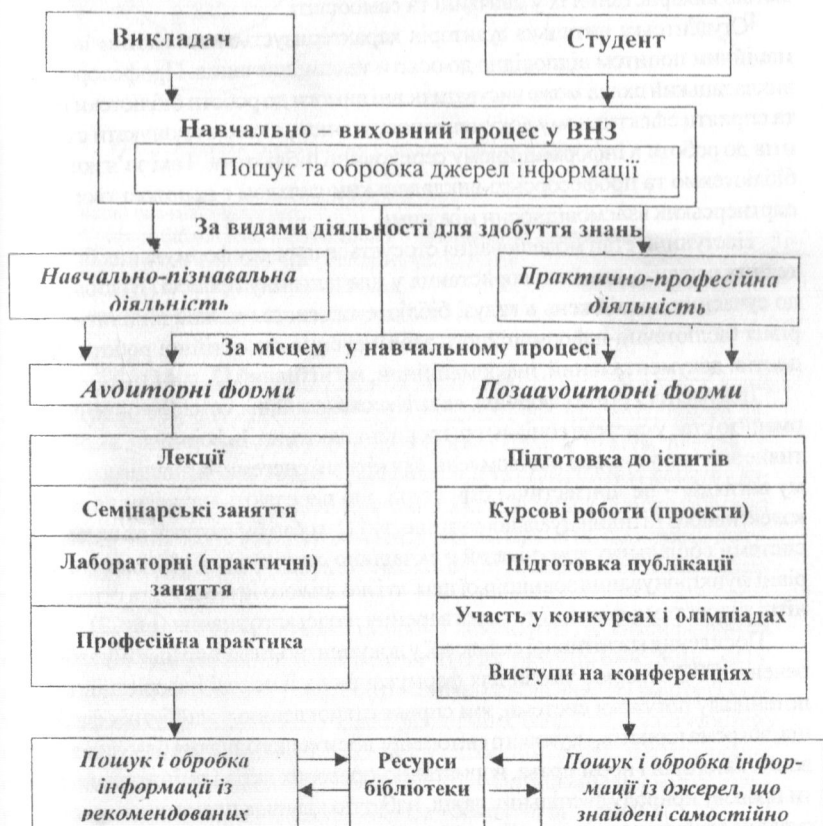 Викладач
Студент
Навчально – виховний процес у ВНЗ
Пошук та обробка джерел інформації
За видами діяльності для здобуття знань
Навчально-пізнавальна
діяльність
Практично-професійна
діяльність
За місцем у навчальному процесі
Аудиторні форми
Позаудиторні форми
Лекції
Семінарські заняття
Лабораторні (практичні)
заняття
Професійна практика
Підготовка до іспитів
Курсові роботи (проекти)
Підготовка публікації
Участь у конкурсах і олімпіадах
Виступи на конференціях
Пошук і обробка
інформації із
рекомендованих
Ресурси
бібліотеки
Пошук і обробка інфор-
мації із джерел, що
знайдені самостійно